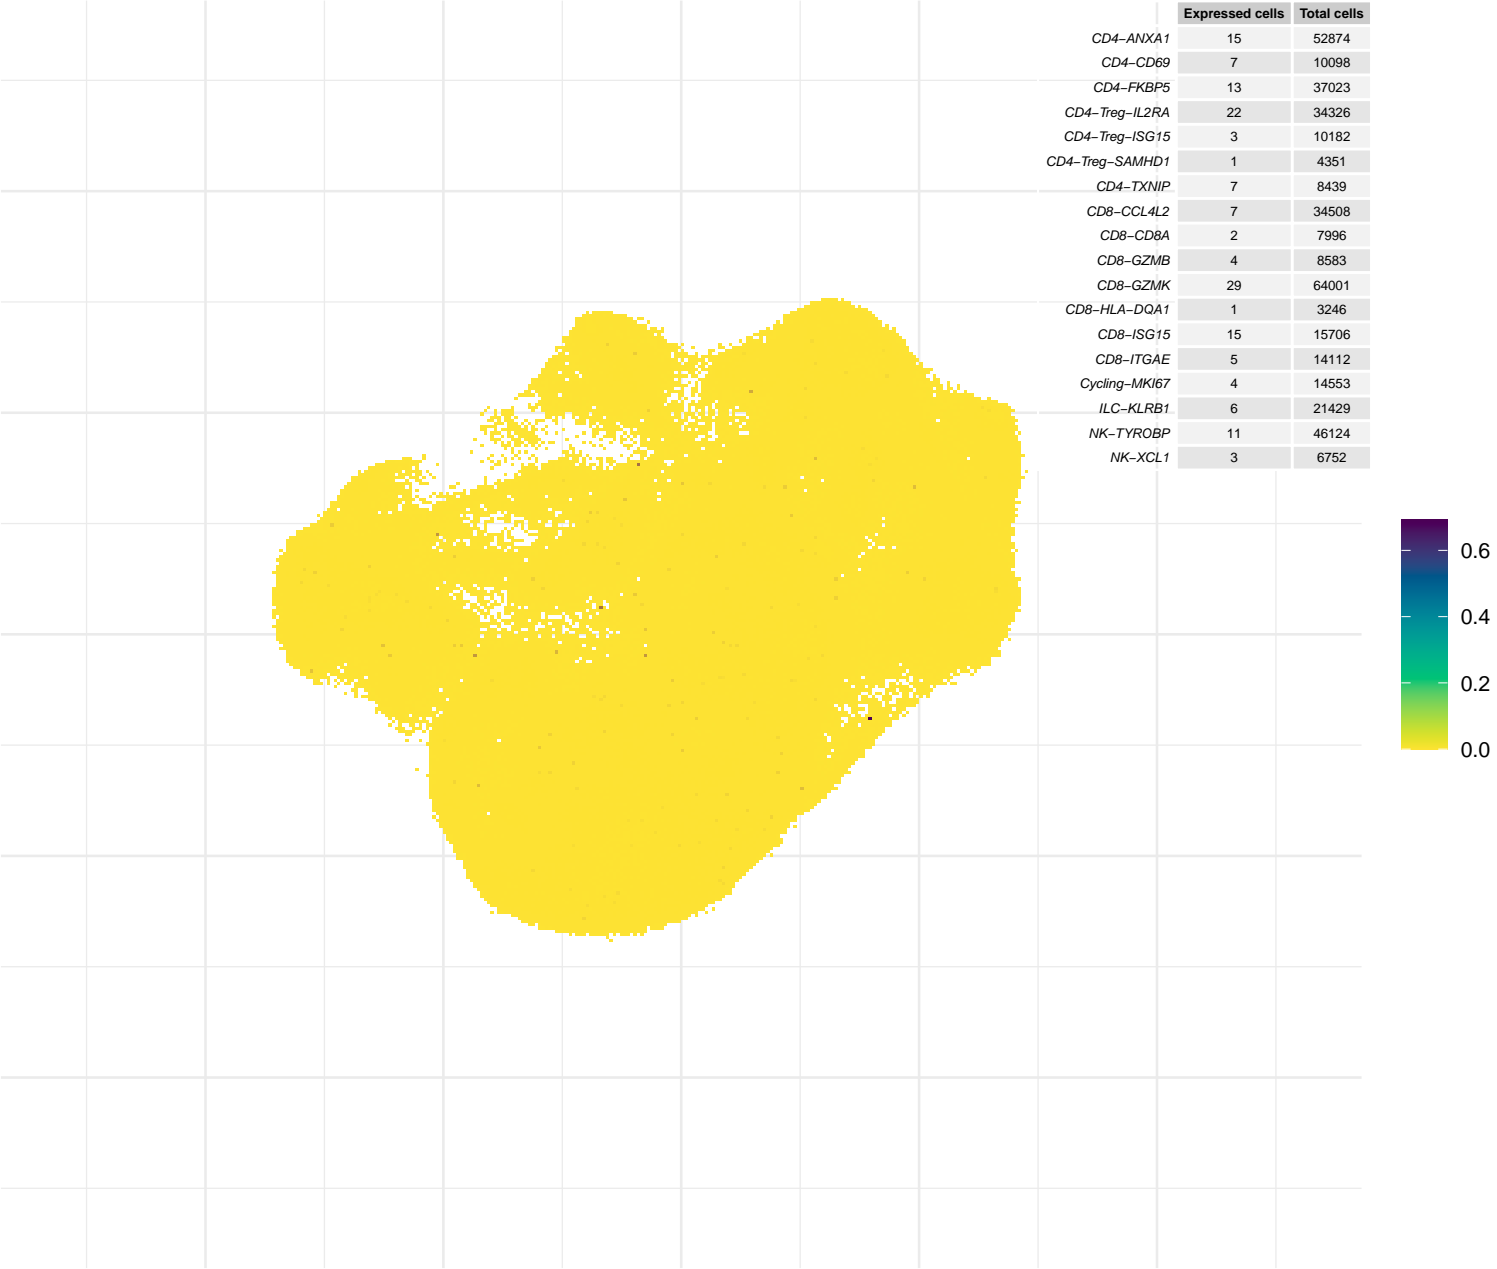 Expressed cells Total cells
CD4−ANXA1 15 52874
CD4−CD69 7 10098
CD4−FKBP5 13 37023
CD4−Treg−IL2RA 22 34326
CD4−Treg−ISG15 3 10182
CD4−Treg−SAMHD1 1 4351
CD4−TXNIP 7 8439
CD8−CCL4L2 7 34508
CD8−CD8A 2 7996
CD8−GZMB 4 8583
CD8−GZMK 29 64001
CD8−HLA−DQA1 1 3246
CD8−ISG15 15 15706
CD8−ITGAE 5 14112
Cycling−MKI67 4 14553
ILC−KLRB1 6 21429
NK−TYROBP 11 46124
NK−XCL1 3 6752
0.6
0.4
0.2
0.0